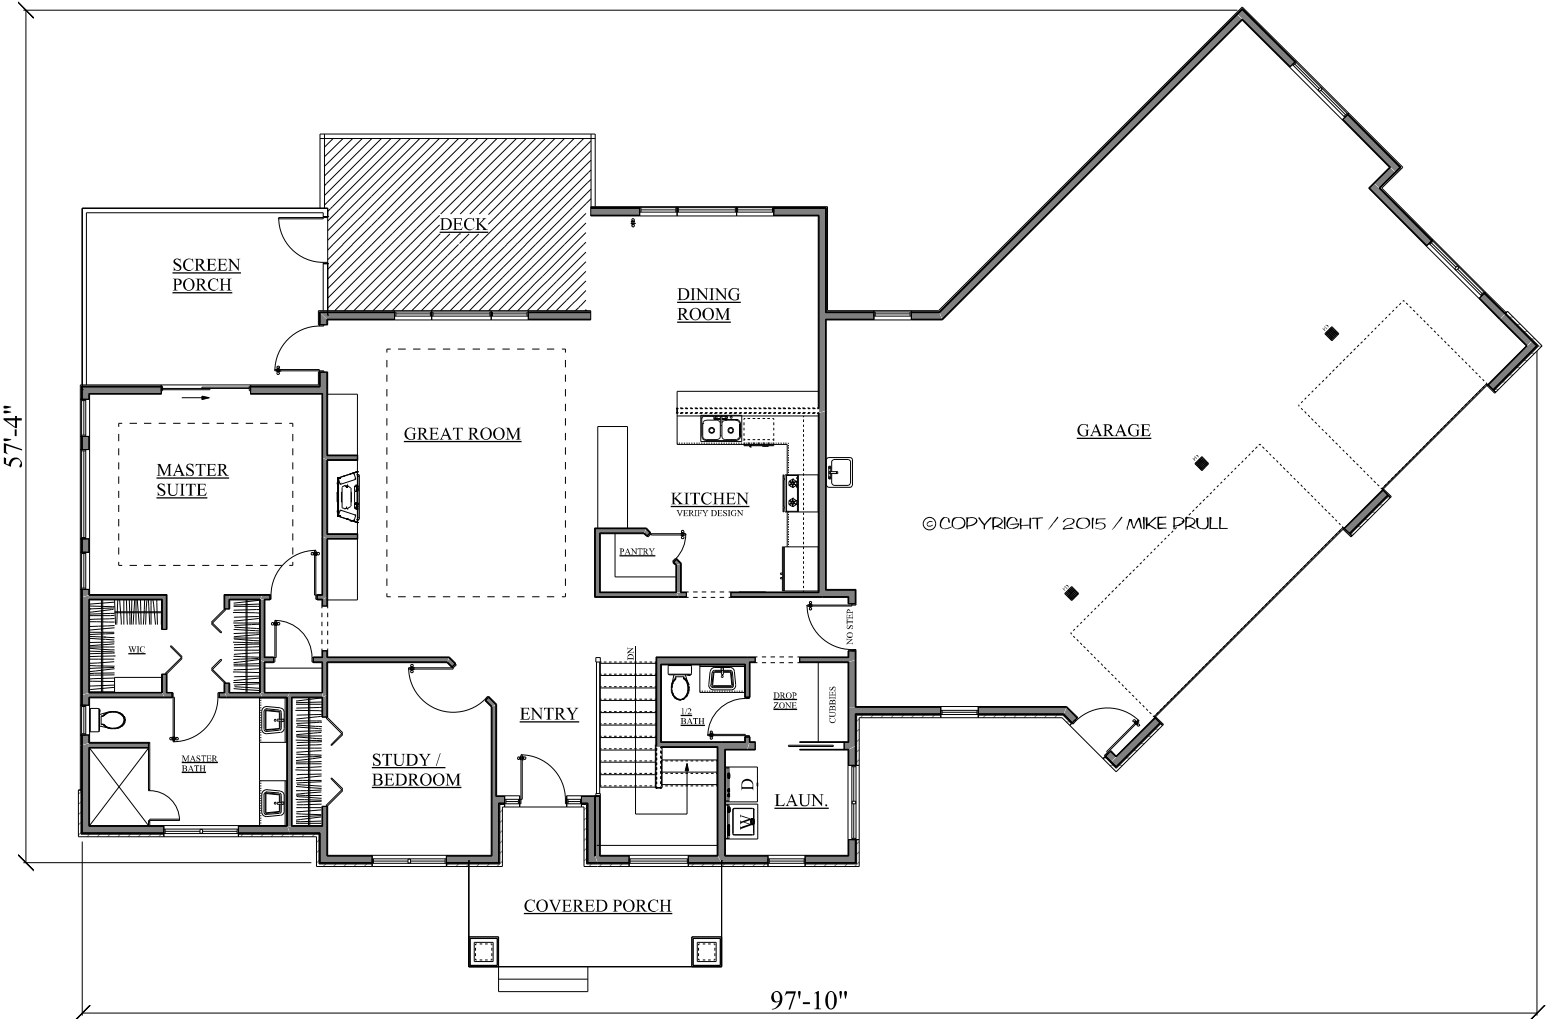 DECK
SCREEN
PORCH
DINING
ROOM
57'-4"
GREAT ROOM
GARAGE
MASTER
SUITE
KITCHEN
VERIFY DESIGN
© COPYRIGHT / 2015 / MIKE PRULL
PANTRY
NO STEP
WIC
DN
DROP
ZONE
CUBBIES
1/2
BATH
ENTRY
MASTER
BATH
STUDY /
BEDROOM
D
LAUN.
W
COVERED PORCH
97'-10"